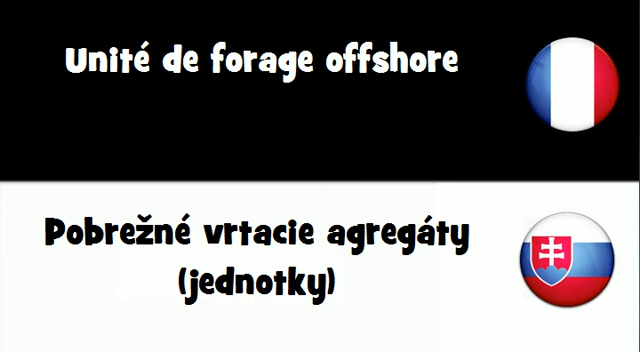 Unité de forage offshore
Pobrežné vrtacie agregáty
(jednotky)